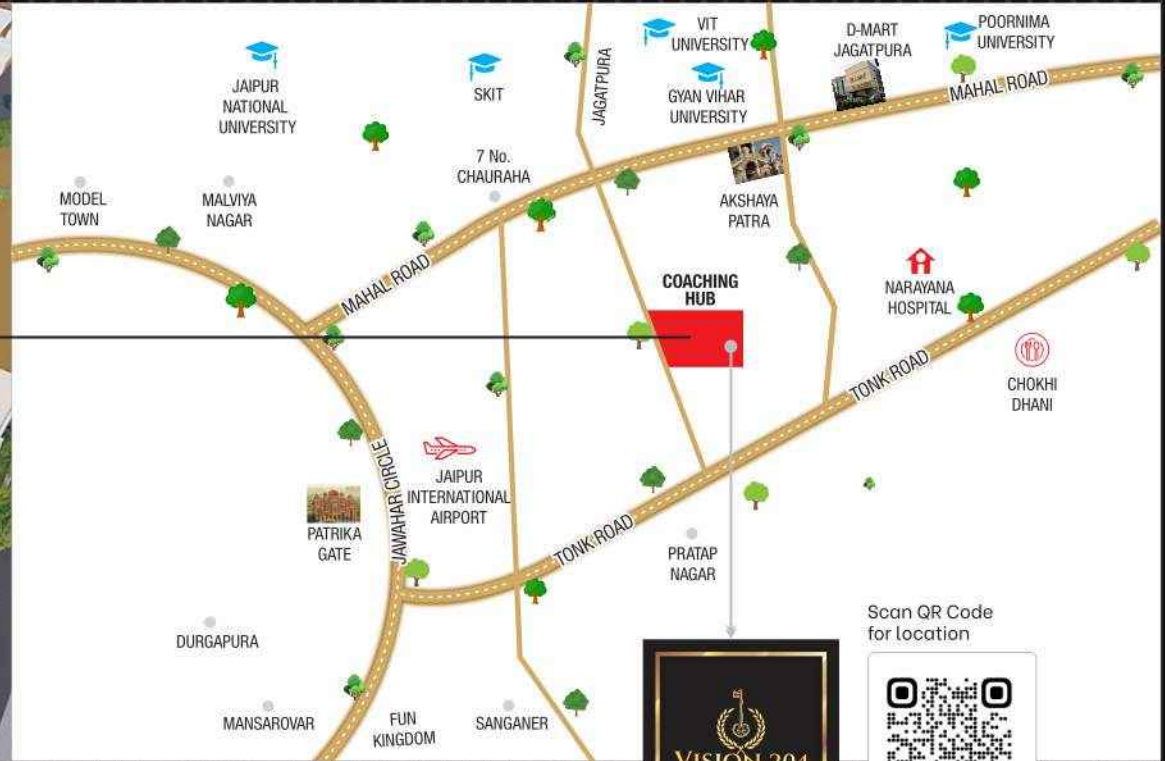 VIT
UNIVERSITY
D-MART
JAGATPURA
POORNIMA
UNIVERSITY
JAIPUR
NATIONAL
UNIVERSITY
SKIT
JAGATPURA
GYAN VIHAR
UNIVERSITY
MAHAL ROAD
7 No.
CHAURAHA
MODEL
TOWN
MALVIYA
NAGAR
AKSHAYA
PATRA
MAHAL ROAD
COACHING
HUB
NARAYANA
HOSPITAL
TONK ROAD
CHOKHI
DHANI
JAWAHAR CIRCLE
JAIPUR
INTERNATIONAL
AIRPORT
PATRIKA
GATE
TONK ROAD
PRATAP
NAGAR
DURGAPURA
Scan QR Code
for location
MANSAROVAR
FUN
KINGDOM
SANGANER
VISION 204